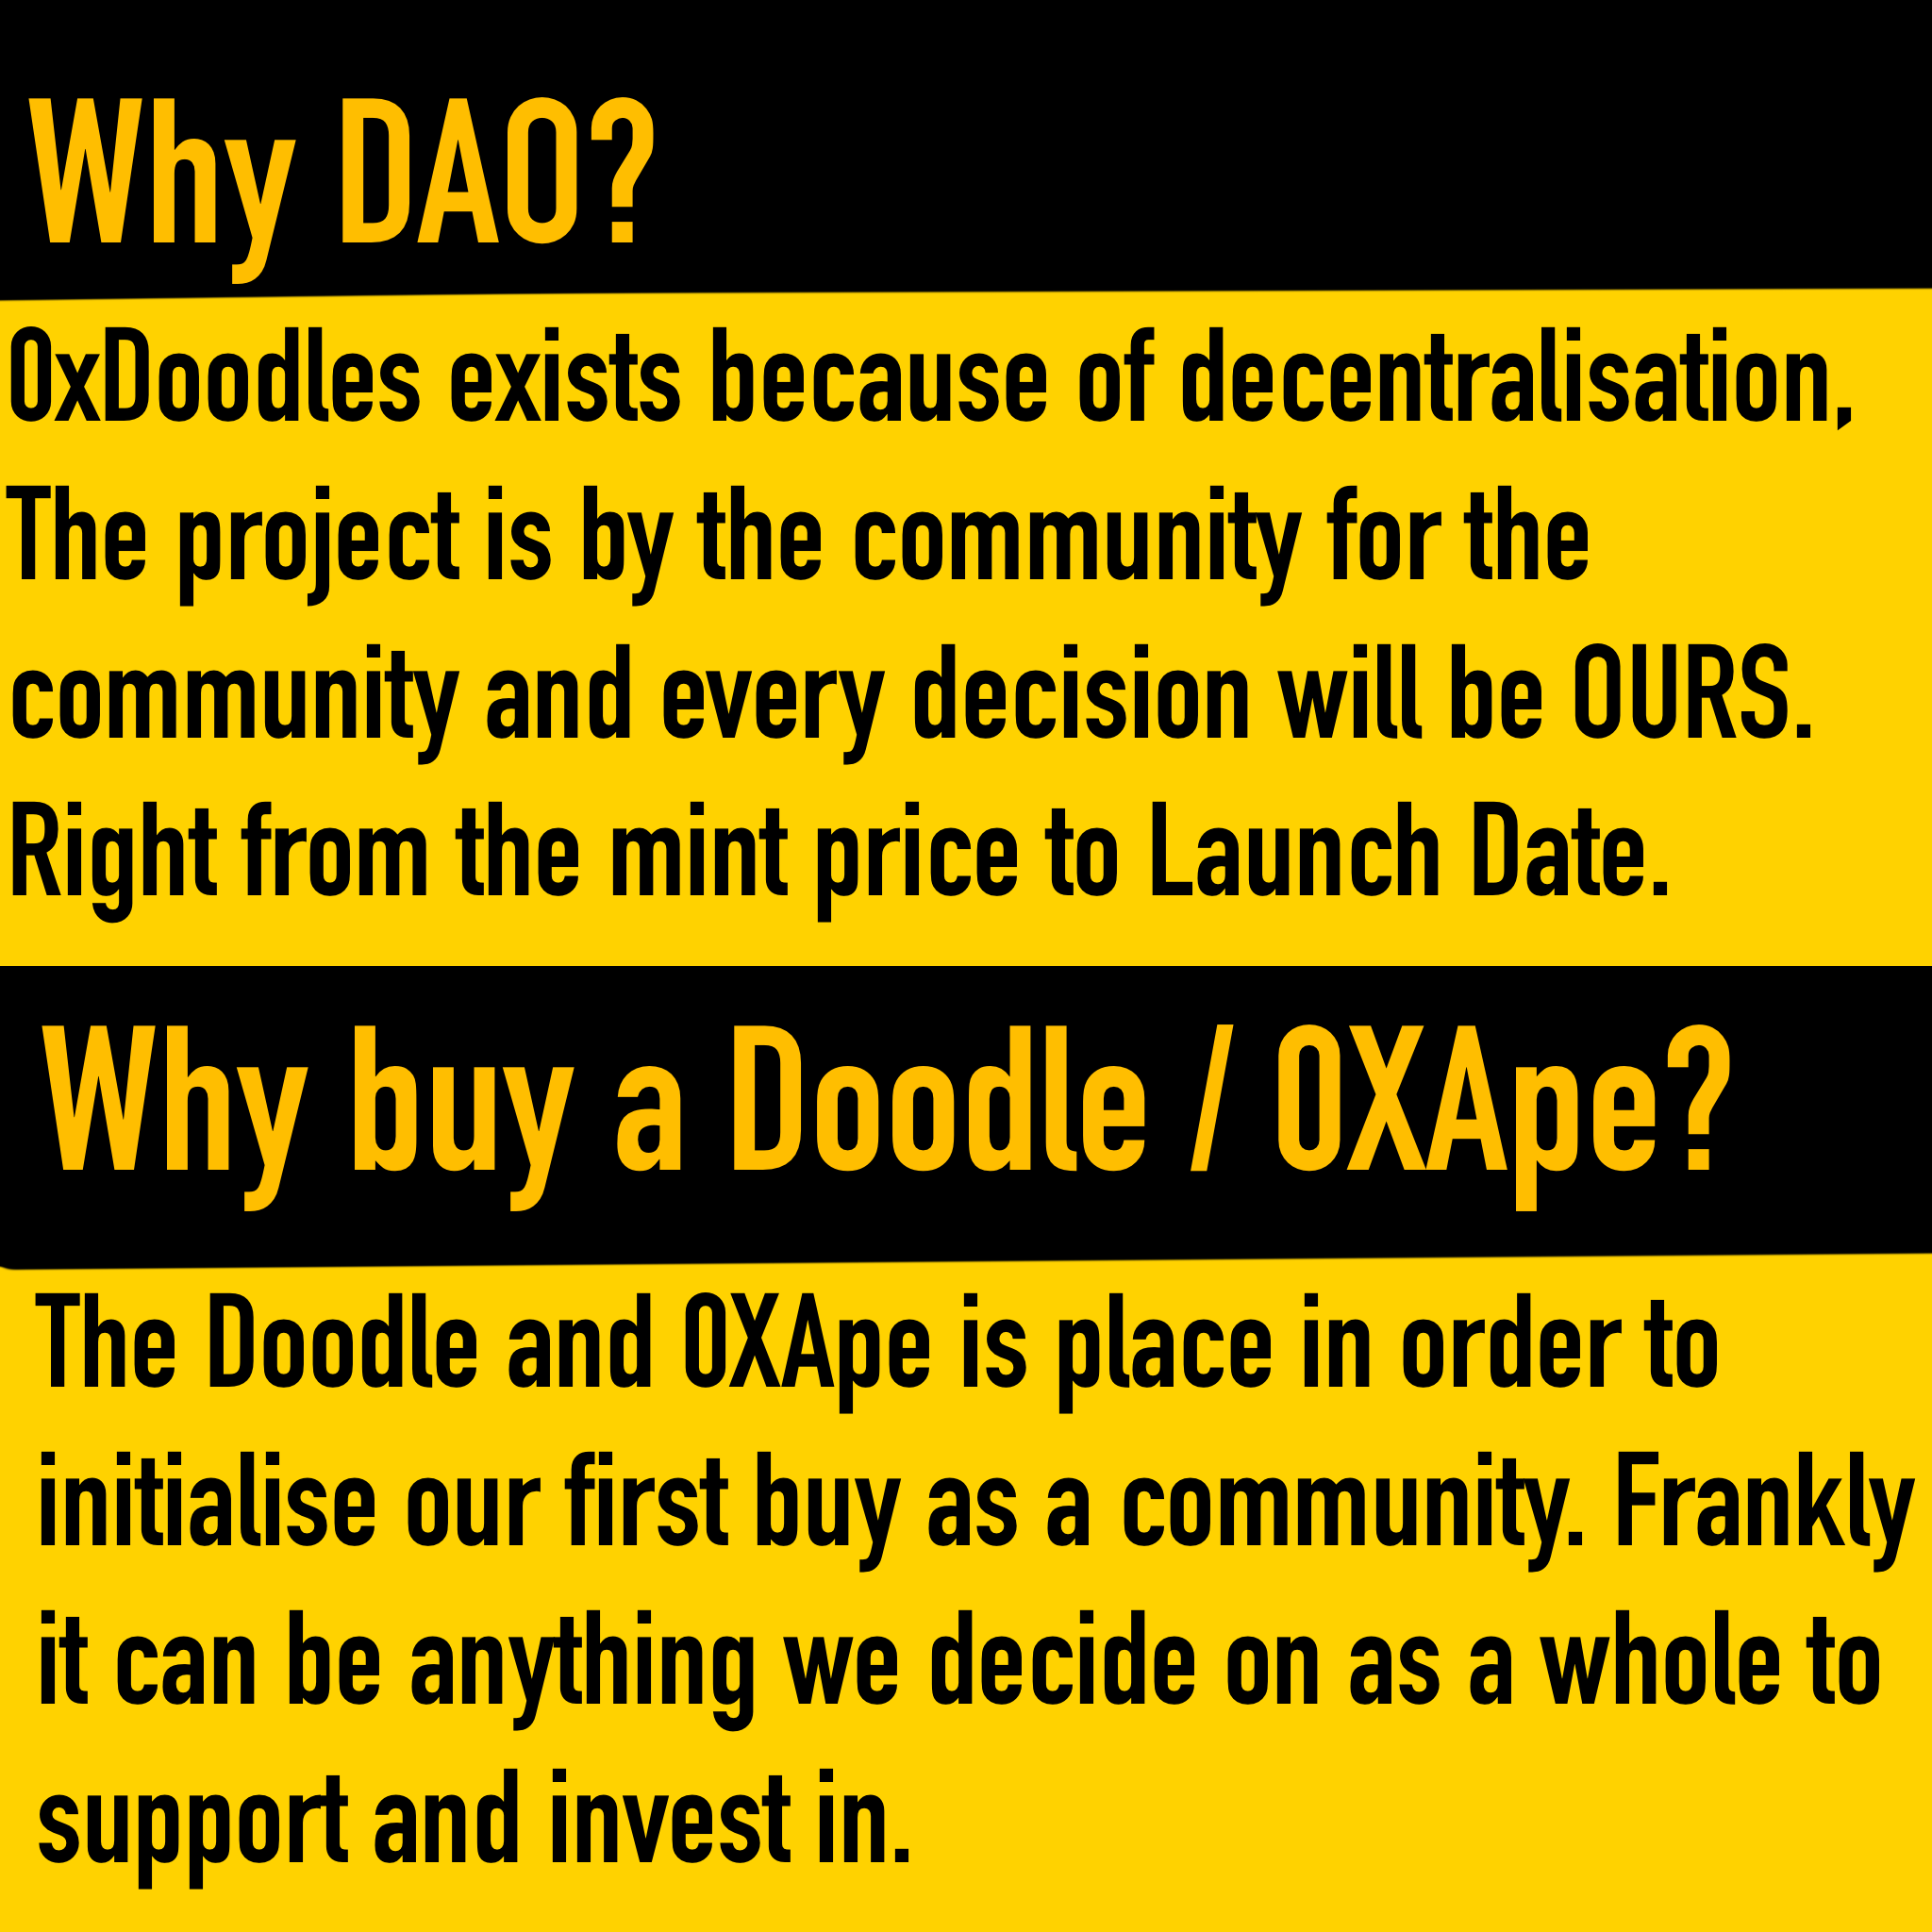 Why DAO?
0xDoodles exists because of decentralisation,
The project is by the community for the
community and every decision will be OURS.
Right from the mint price to Launch Date.
Why buy a Doodle / 0XApe?
The Doodle and 0XApe is place in order to
initialise our first buy as a community. Frankly
it can be anything we decide on as a whole to
support and invest in.